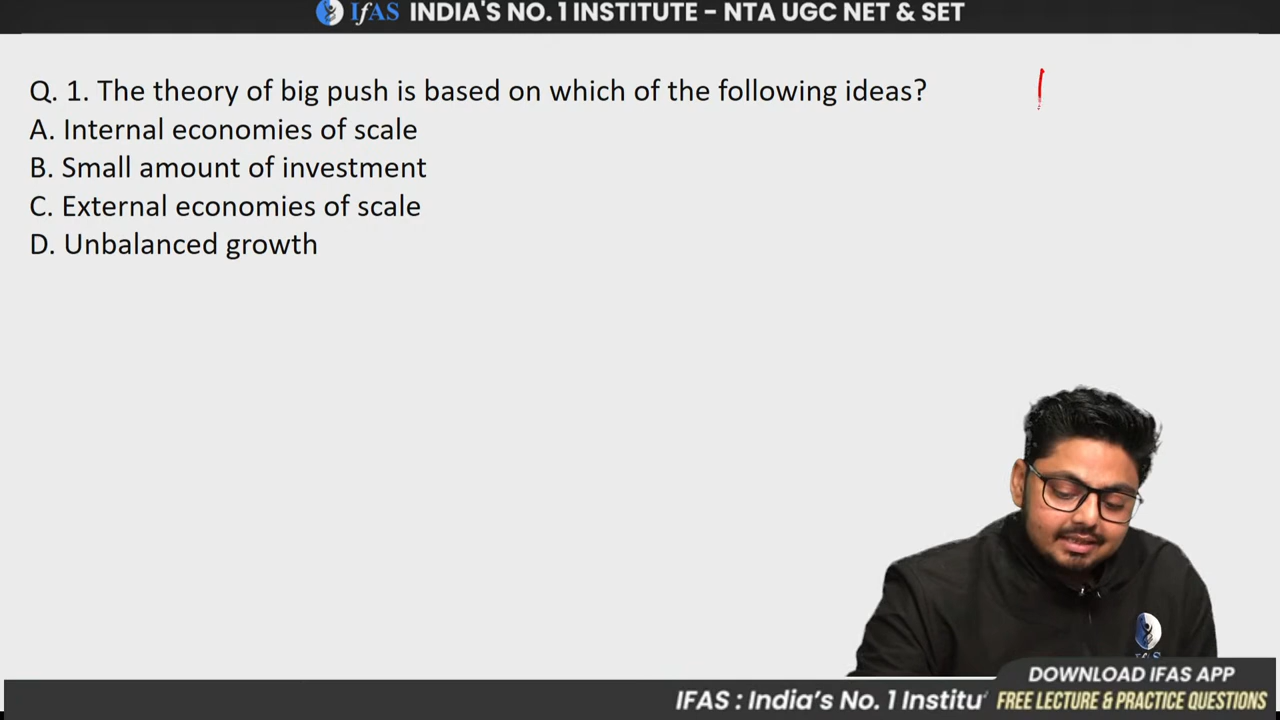 IFAS INDIA'S NO. 1 INSTITUTE – NTA UGC NET & SET
Q. 1. The theory of big push is based on which of the following ideas?
A. Internal economies of scale
B. Small amount of investment
C. External economies of scale
D. Unbalanced growth
DOWNLOAD IFAS APP
IFAS : India's No. 1 Institu
FREE LECTURE & PRACTICE QUESTIONS